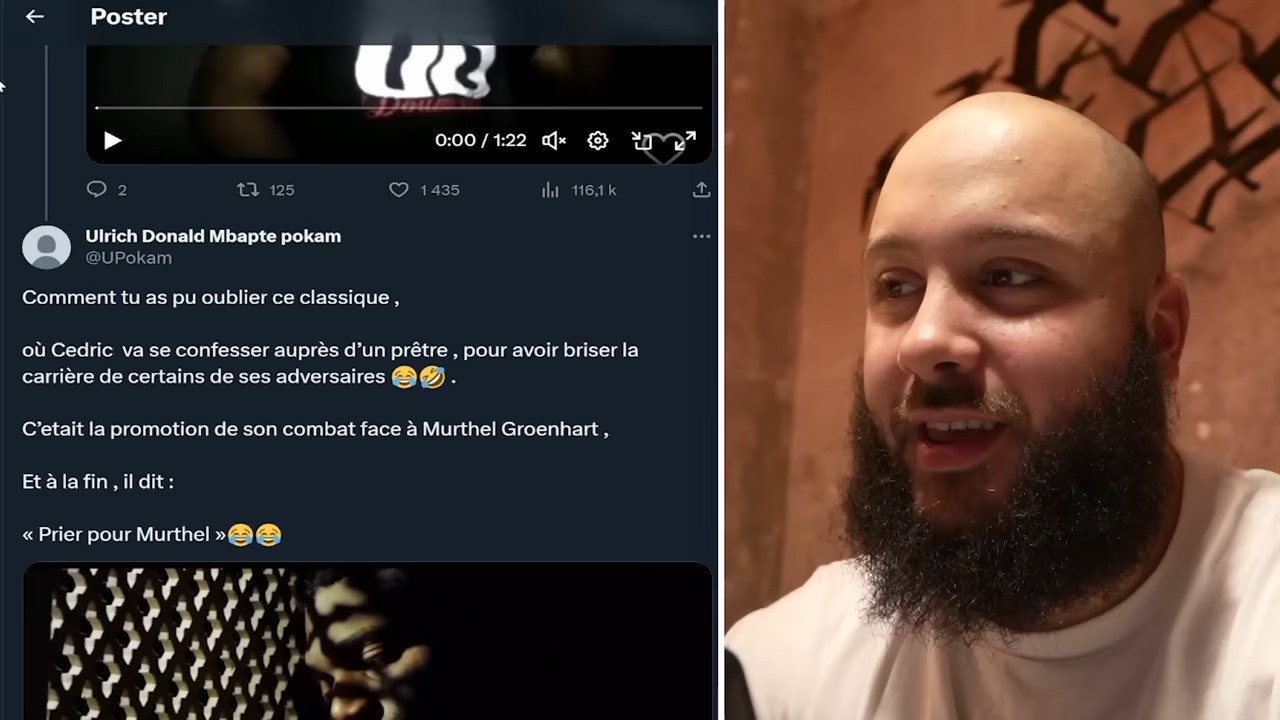 Poster
0:00 / 1:22
2
125
1 435
116,1 k
Ulrich Donald Mbapte pokam
@UPokam
Comment tu as pu oublier ce classique ,
où Cedric  va se confesser auprès d’un prêtre , pour avoir briser la
carrière de certains de ses adversaires 😂🤣 .
C’etait la promotion de son combat face à Murthel Groenhart ,
Et à la fin , il dit :
« Prier pour Murthel »😂😂